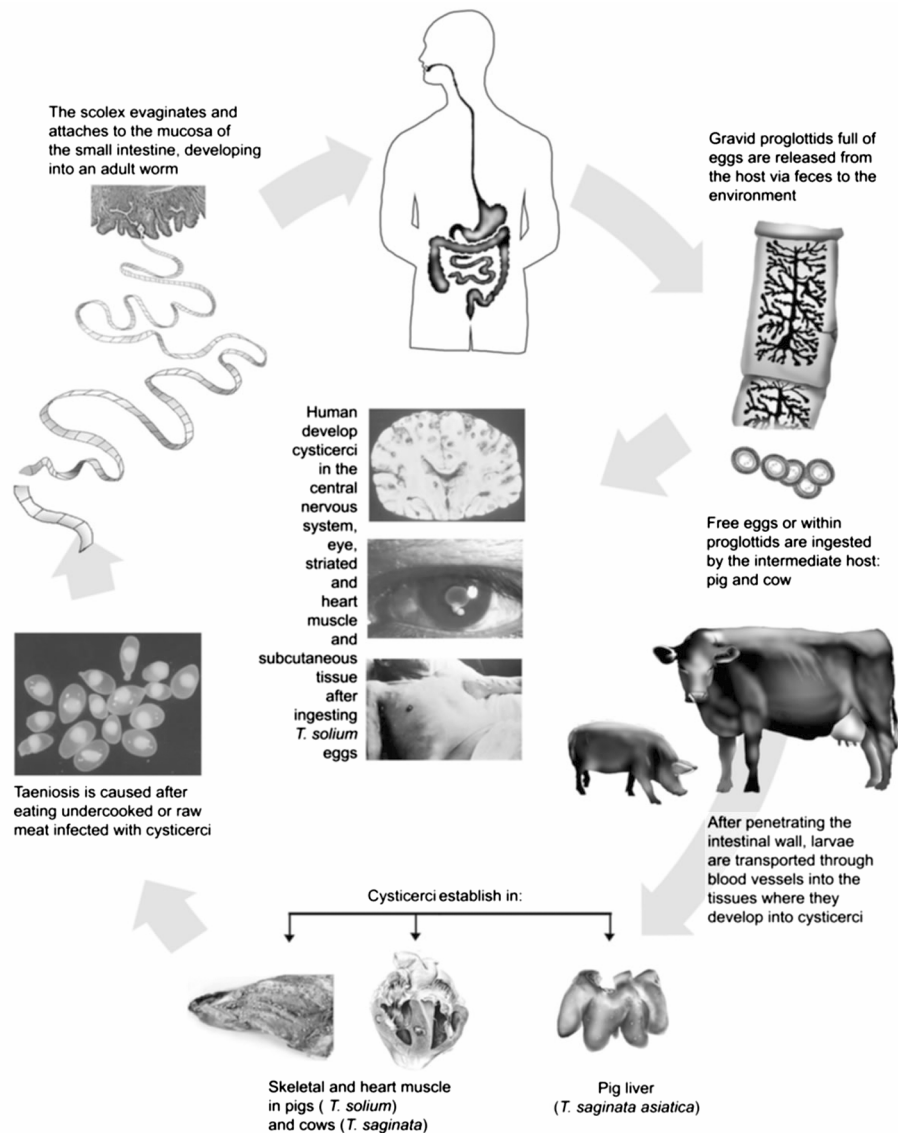 The scolex evaginates and
attaches to the mucosa of
the small intestine, developing
into an adult worm
Gravid proglottids full of
eggs are released from
the host via feces to the
environment
Human
develop
cysticerci
in the
central
nervous
system,
eye,
striated
and
heart
muscle
and
subcutaneous
tissue
after
ingesting
T. solium
eggs
Free eggs or within
proglottids are ingested
by the intermediate host:
pig and cow
Taeniosis is caused after
eating undercooked or raw
meat infected with cysticerci
After penetrating the
intestinal wall, larvae
are transported through
blood vessels into the
tissues where they
develop into cysticerci
Cysticerci establish in:
Skeletal and heart muscle
in pigs ( T. solium)
and cows (T. saginata)
Pig liver
(T. saginata asiatica)